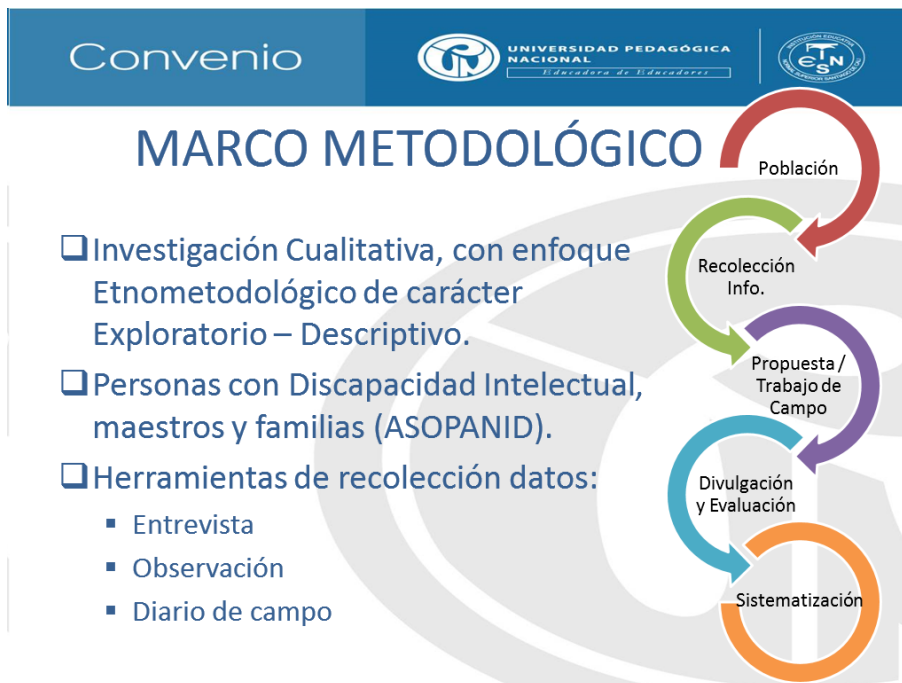 Convenio
UNIVERSIDAD PEDAGÓGICA
NACIONAL
Educadora de Educadores
MARCO METODOLÓGICO
Investigación Cualitativa, con enfoque
Etnometodológico de carácter
Exploratorio – Descriptivo.
Personas con Discapacidad Intelectual,
maestros y familias (ASOPANID).
Herramientas de recolección datos:
Entrevista
Observación
Diario de campo
Población
Recolección
Info.
Propuesta /
Trabajo de
Campo
Divulgación
y Evaluación
Sistematización